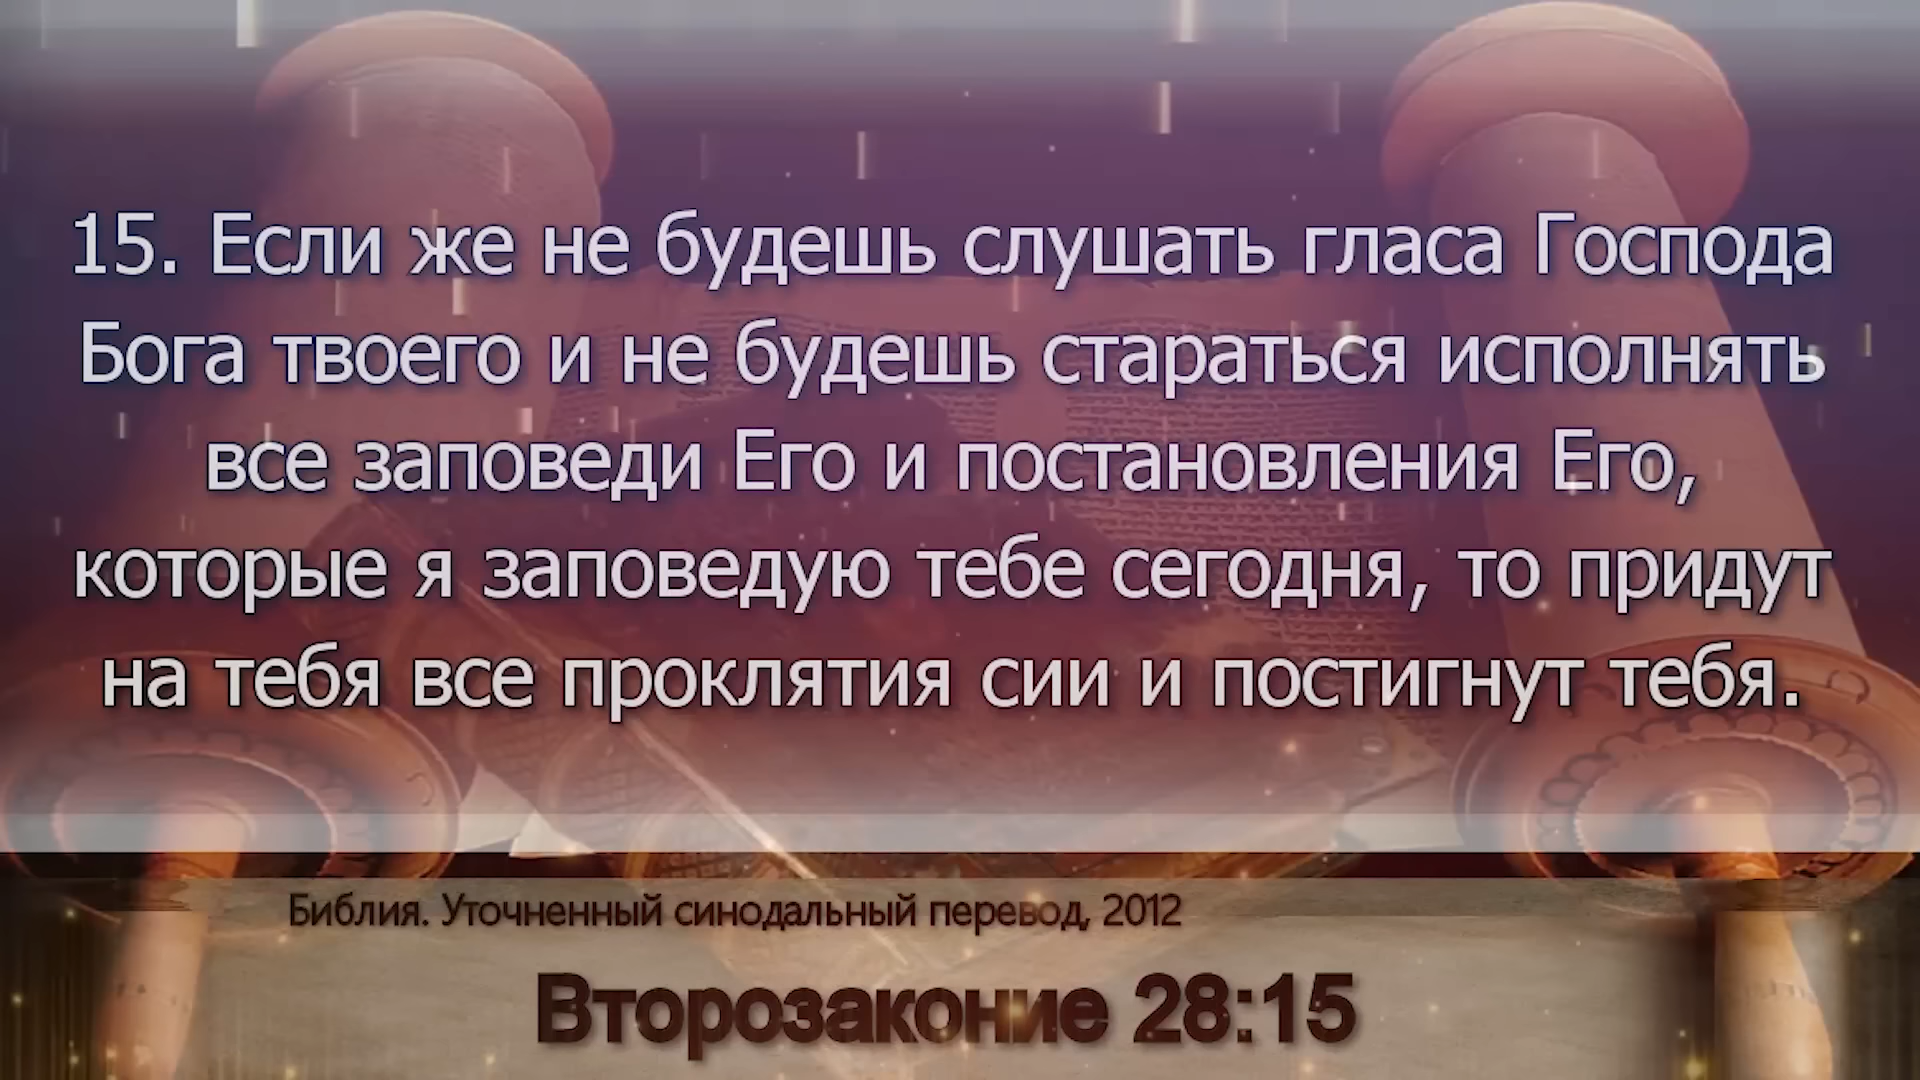 15. Если же не будешь слушать гласа Господа
Бога твоего и не будешь стараться исполнять
все заповеди Его и постановления Его,
которые я заповедую тебе сегодня, то придут
на тебя все проклятия сии и постигнут тебя.
Библия. Уточненный синодальный перевод, 2012
Второзаконие 28:15